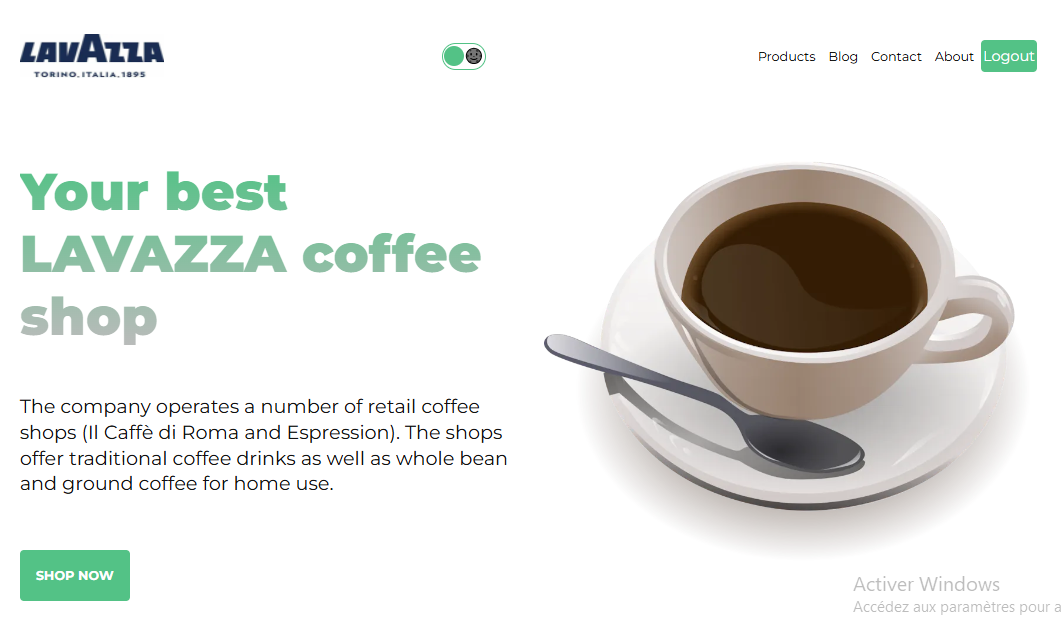 LAVAZZA
TORINO, ITALIA, 1895
Products Blog Contact About Logout
Your best
LAVAZZA coffee
shop
The company operates a number of retail coffee
shops (Il Caffè di Roma and Espression). The shops
offer traditional coffee drinks as well as whole bean
and ground coffee for home use.
SHOP NOW
Activer Windows
Accédez aux paramètres pour a